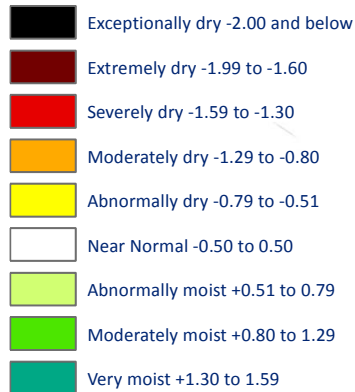 Exceptionally dry -2.00 and below
Extremely dry -1.99 to -1.60
Severely dry -1.59 to -1.30
Moderately dry -1.29 to -0.80
Abnormally dry -0.79 to -0.51
Near Normal -0.50 to 0.50
Abnormally moist +0.51 to 0.79
Moderately moist +0.80 to 1.29
Very moist +1.30 to 1.59